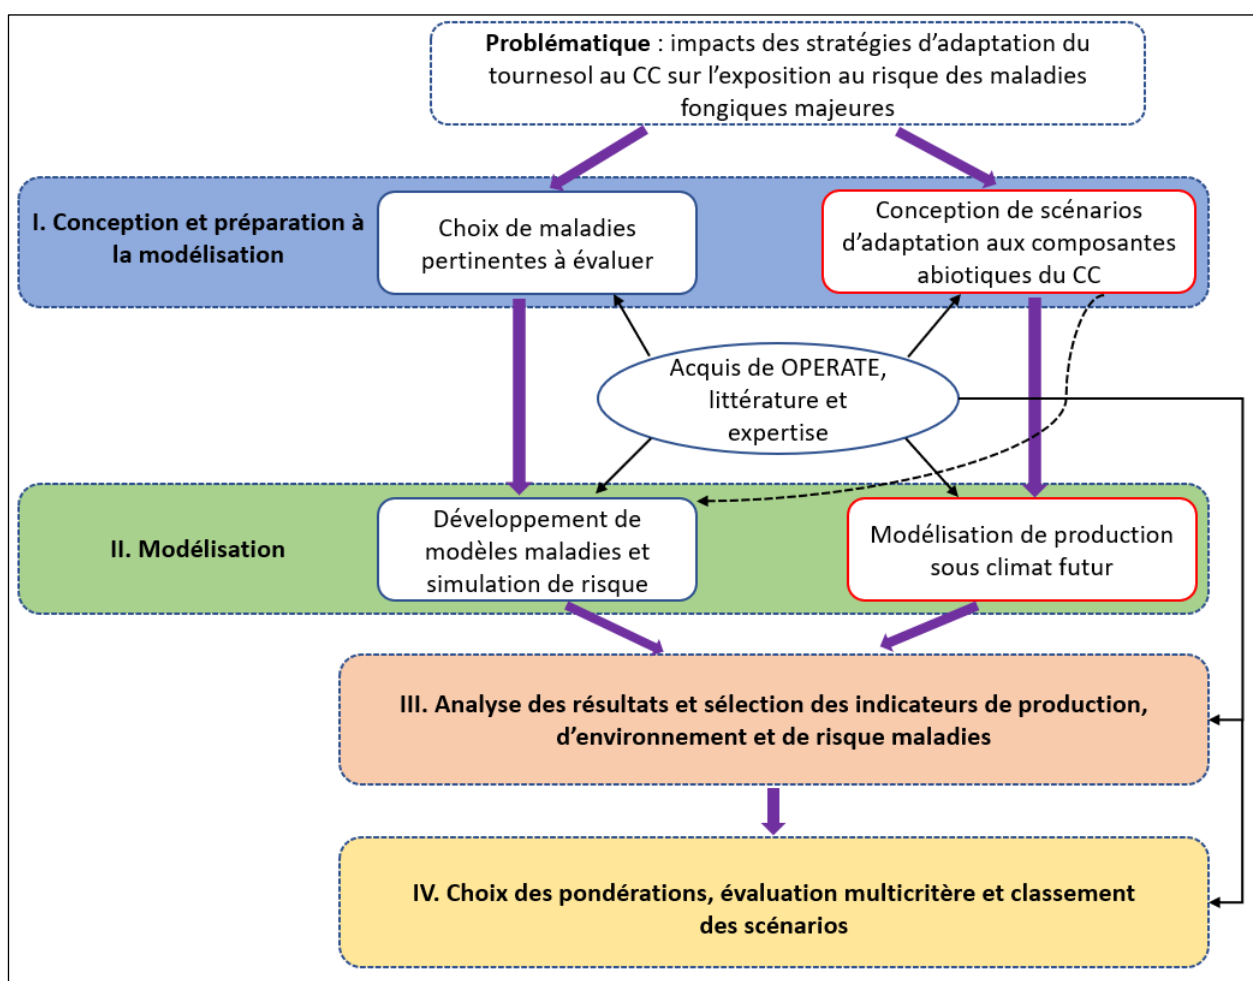 Problématique : impacts des stratégies d’adaptation du
tournesol au CC sur l’exposition au risque des maladies
fongiques majeures
I. Conception et préparation à
la modélisation
Choix de maladies
pertinentes à évaluer
Conception de scénarios
d’adaptation aux composantes
abiotiques du CC
Acquis de OPERATE,
littérature et
expertise
II. Modélisation
Développement de
modèles maladies et
simulation de risque
Modélisation de production
sous climat futur
III. Analyse des résultats et sélection des indicateurs de production,
d’environnement et de risque maladies
IV. Choix des pondérations, évaluation multicritère et classement
des scénarios